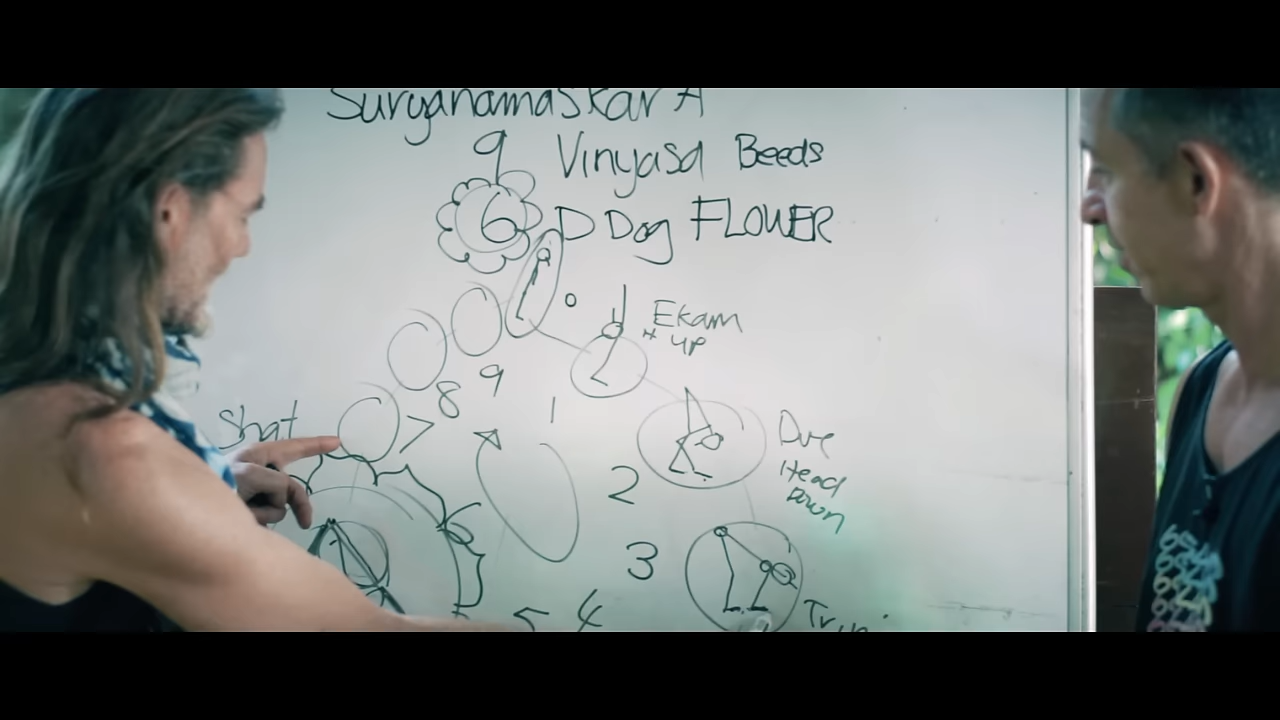 Suryanamaskar A
9 Vinyasa Beeds
6 D Dog FLOWER
0
Ekam
up
8 9 1
Shat 7
Dve
Head
Down
2
3
5 4